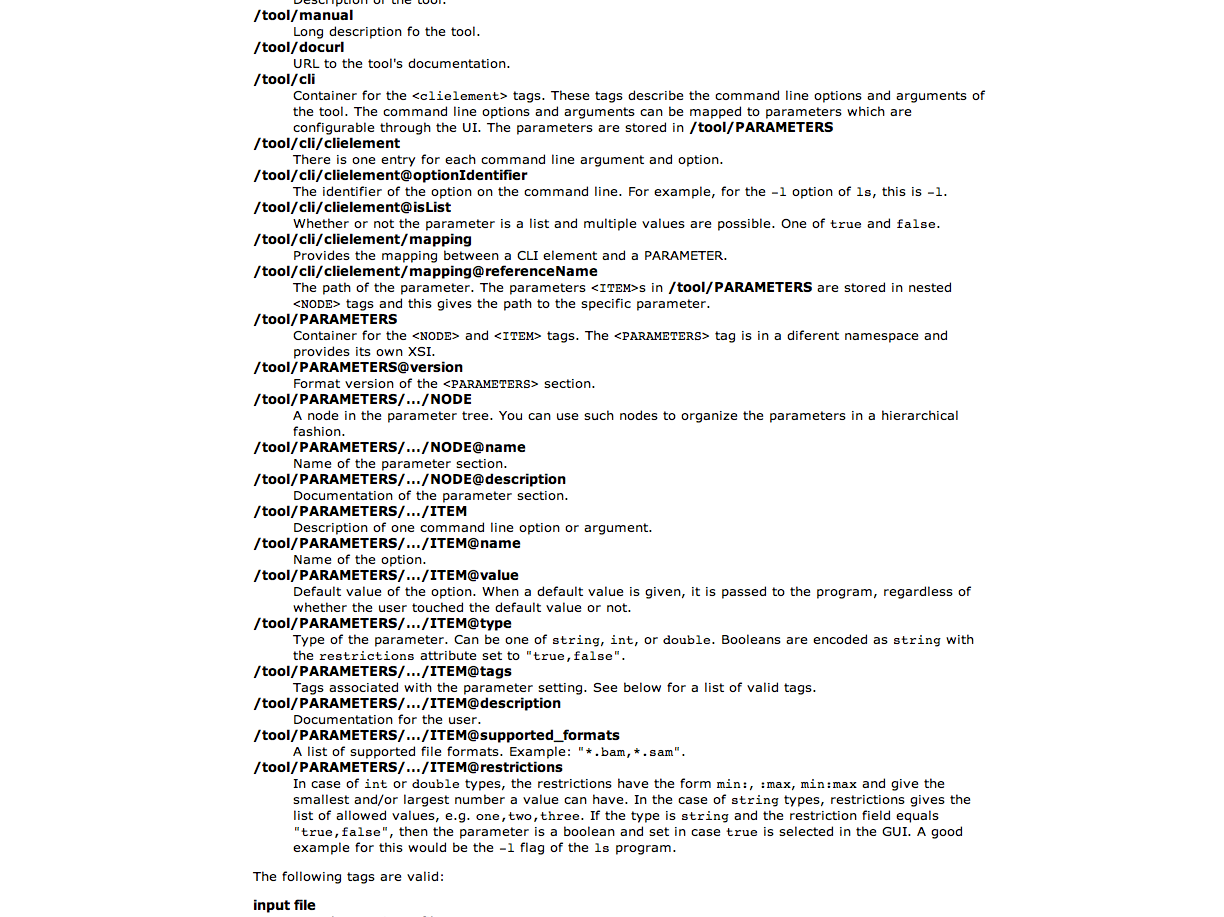 Description of the tool.
/tool/manual
Long description fo the tool.
/tool/docurl
URL to the tool's documentation.
/tool/cli
Container for the <clielement> tags. These tags describe the command line options and arguments of
the tool. The command line options and arguments can be mapped to parameters which are
configurable through the UI. The parameters are stored in /tool/PARAMETERS
/tool/cli/clielement
There is one entry for each command line argument and option.
/tool/cli/clielement@optionIdentifier
The identifier of the option on the command line. For example, for the -l option of ls, this is -l.
/tool/cli/clielement@isList
Whether or not the parameter is a list and multiple values are possible. One of true and false.
/tool/cli/clielement/mapping
Provides the mapping between a CLI element and a PARAMETER.
/tool/cli/clielement/mapping@referenceName
The path of the parameter. The parameters <ITEM>s in /tool/PARAMETERS are stored in nested
<NODE> tags and this gives the path to the specific parameter.
/tool/PARAMETERS
Container for the <NODE> and <ITEM> tags. The <PARAMETERS> tag is in a diferent namespace and
provides its own XSI.
/tool/PARAMETERS@version
Format version of the <PARAMETERS> section.
/tool/PARAMETERS/.../NODE
A node in the parameter tree. You can use such nodes to organize the parameters in a hierarchical
fashion.
/tool/PARAMETERS/.../NODE@name
Name of the parameter section.
/tool/PARAMETERS/.../NODE@description
Documentation of the parameter section.
/tool/PARAMETERS/.../ITEM
Description of one command line option or argument.
/tool/PARAMETERS/.../ITEM@name
Name of the option.
/tool/PARAMETERS/.../ITEM@value
Default value of the option. When a default value is given, it is passed to the program, regardless of
whether the user touched the default value or not.
/tool/PARAMETERS/.../ITEM@type
Type of the parameter. Can be one of string, int, or double. Booleans are encoded as string with
the restrictions attribute set to "true,false".
/tool/PARAMETERS/.../ITEM@tags
Tags associated with the parameter setting. See below for a list of valid tags.
/tool/PARAMETERS/.../ITEM@description
Documentation for the user.
/tool/PARAMETERS/.../ITEM@supported_formats
A list of supported file formats. Example: "*.bam,*.sam".
/tool/PARAMETERS/.../ITEM@restrictions
In case of int or double types, the restrictions have the form min:, :max, min:max and give the
smallest and/or largest number a value can have. In the case of string types, restrictions gives the
list of allowed values, e.g. one,two,three. If the type is string and the restriction field equals
"true,false", then the parameter is a boolean and set in case true is selected in the GUI. A good
example for this would be the -l flag of the ls program.
The following tags are valid:
input file